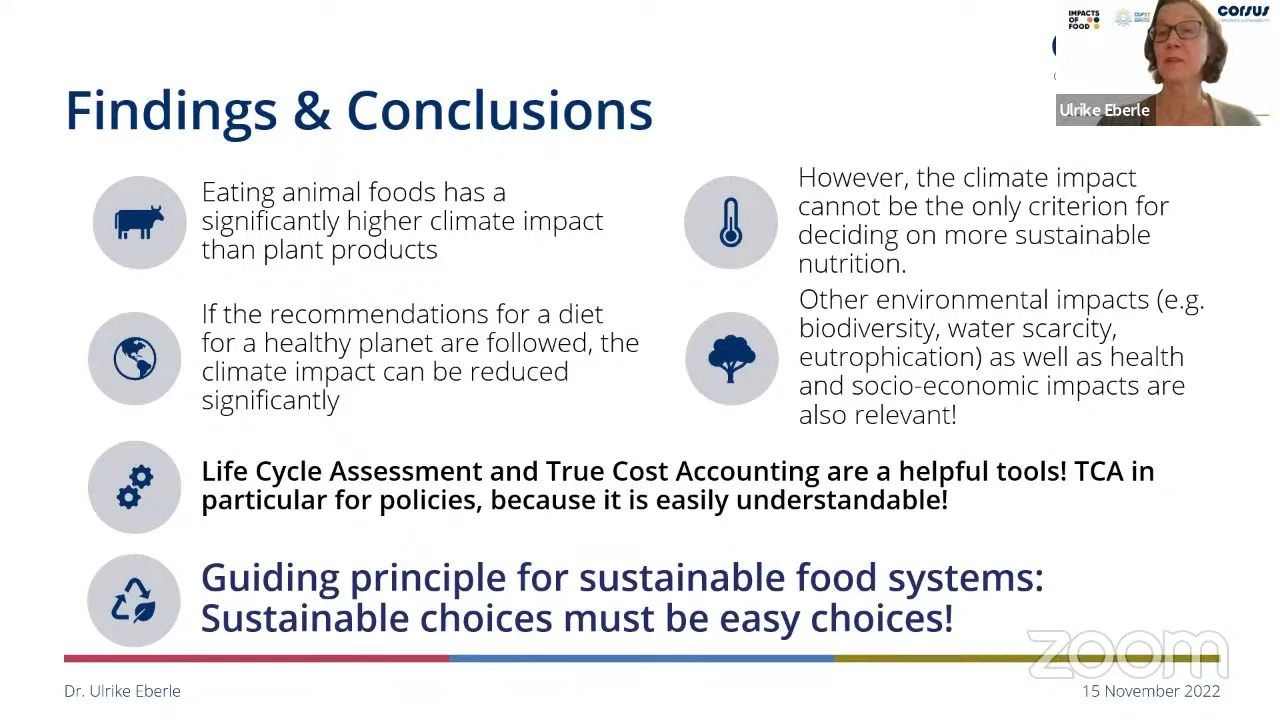 IMPACTS
OF
FOOD
corsus
Ulrike Eberle
Findings & Conclusions
Eating animal foods has a
significantly higher climate impact
than plant products
However, the climate impact
cannot be the only criterion for
deciding on more sustainable
nutrition.
If the recommendations for a diet
for a healthy planet are followed, the
climate impact can be reduced
significantly
Other environmental impacts (e.g.
biodiversity, water scarcity,
eutrophication) as well as health
and socio-economic impacts are
also relevant!
Life Cycle Assessment and True Cost Accounting are a helpful tools! TCA in
particular for policies, because it is easily understandable!
Guiding principle for sustainable food systems:
Sustainable choices must be easy choices!
zoom
Dr. Ulrike Eberle
15 November 2022